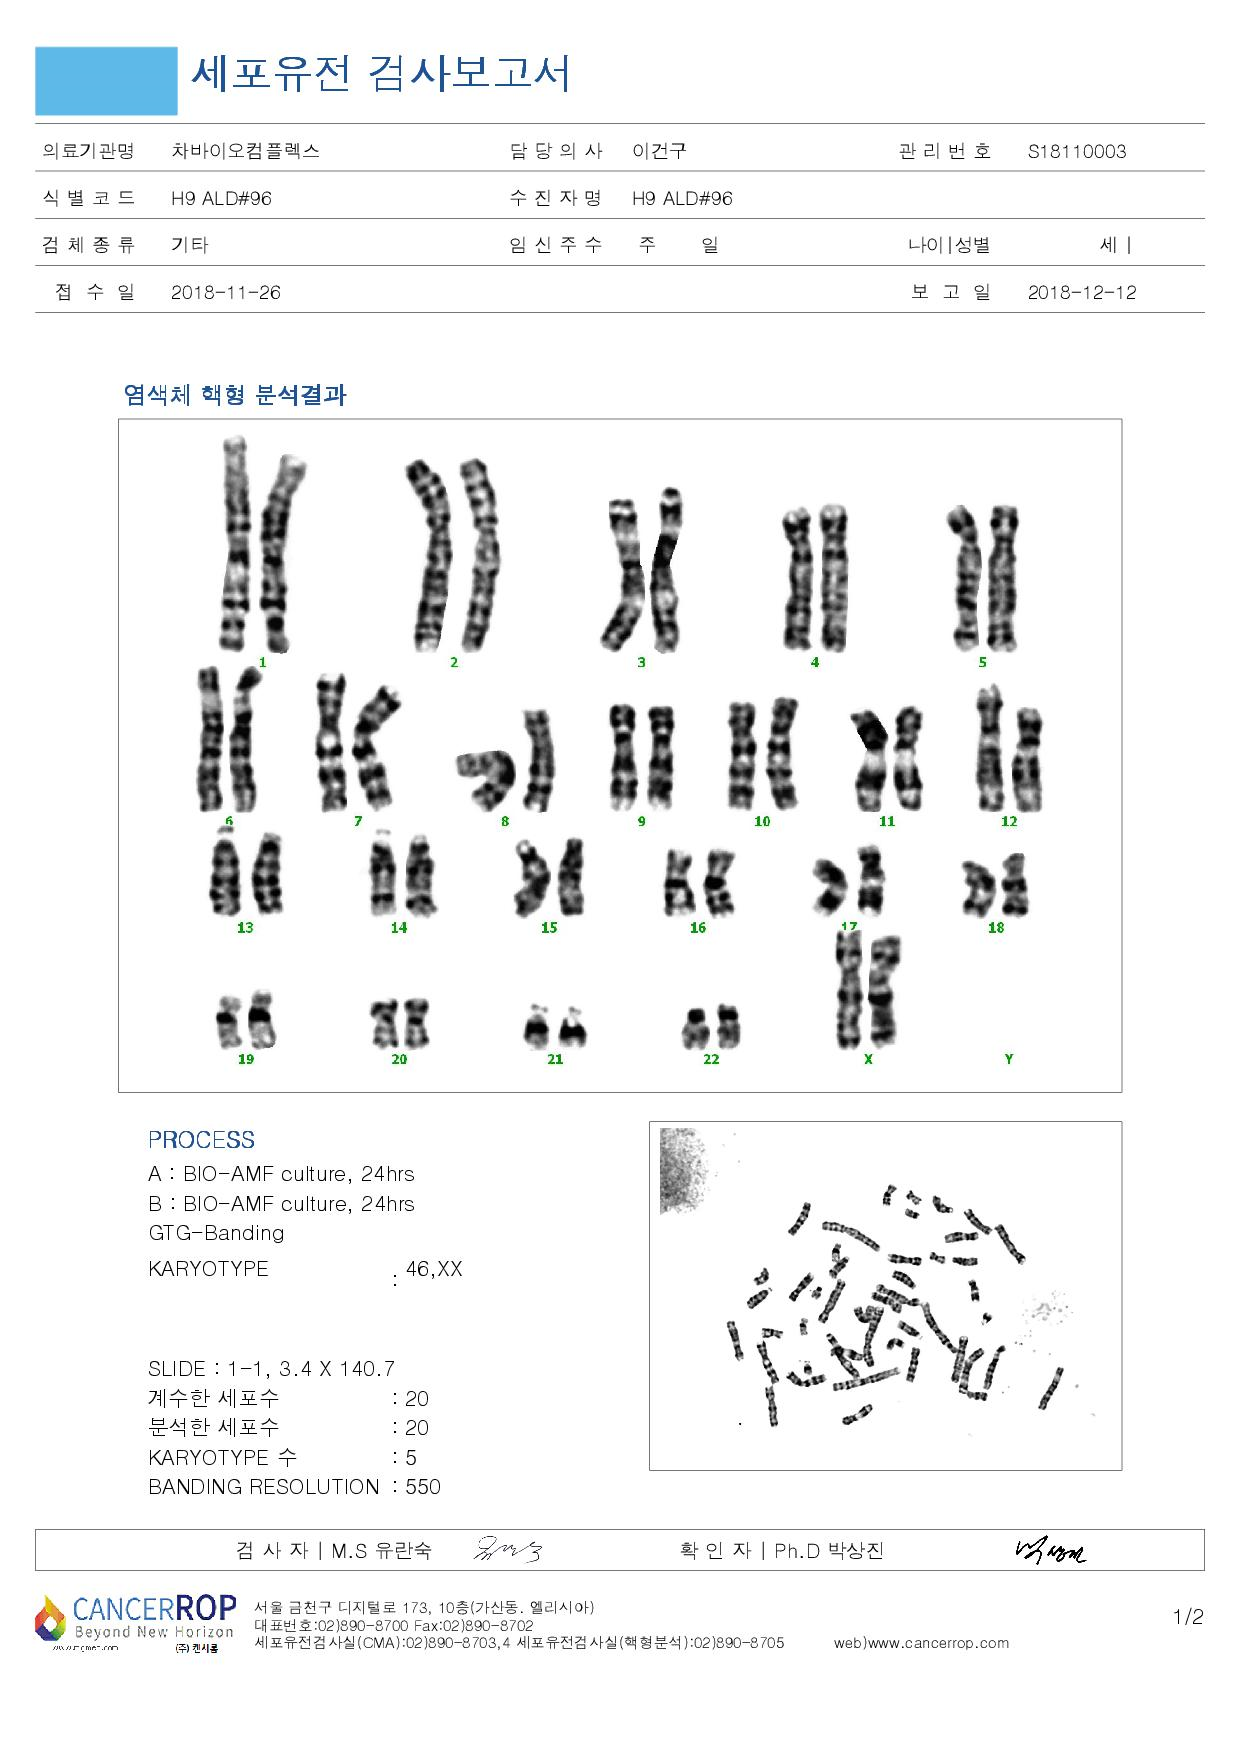 세포유전 검사보고서
의료기관명 차바이오컴플렉스 담당의사 이건구 관리번호 S18110003
식별코드 H9 ALD#96 수진자명 H9 ALD#96
검체종류 기타 임신주수 주 일 나이|성별 세 |
접수일 2018-11-26 보고일 2018-12-12
염색체 핵형 분석결과
1 2 3 4 5
6 7 8 9 10 11 12
13 14 15 16 17 18
19 20 21 22 X Y
PROCESS
A : BIO-AMF culture, 24hrs
B : BIO-AMF culture, 24hrs
GTG-Banding
KARYOTYPE : 46,XX
SLIDE : 1-1, 3.4 X 140.7
계수한 세포수 : 20
분석한 세포수 : 20
KARYOTYPE 수 : 5
BANDING RESOLUTION : 550
검 사 자 | M.S 유란숙 확 인 자 | Ph.D 박상진
CANCERROP
Beyond New Horizon
(주) 캔서롭
서울 금천구 디지털로 173, 10층(가산동. 엘리시아)
대표번호:02)890-8700 Fax:02)890-8702
세포유전검사실(CMA):02)890-8703,4 세포유전검사실(핵형분석):02)890-8705 web)www.cancerrop.com
1/2